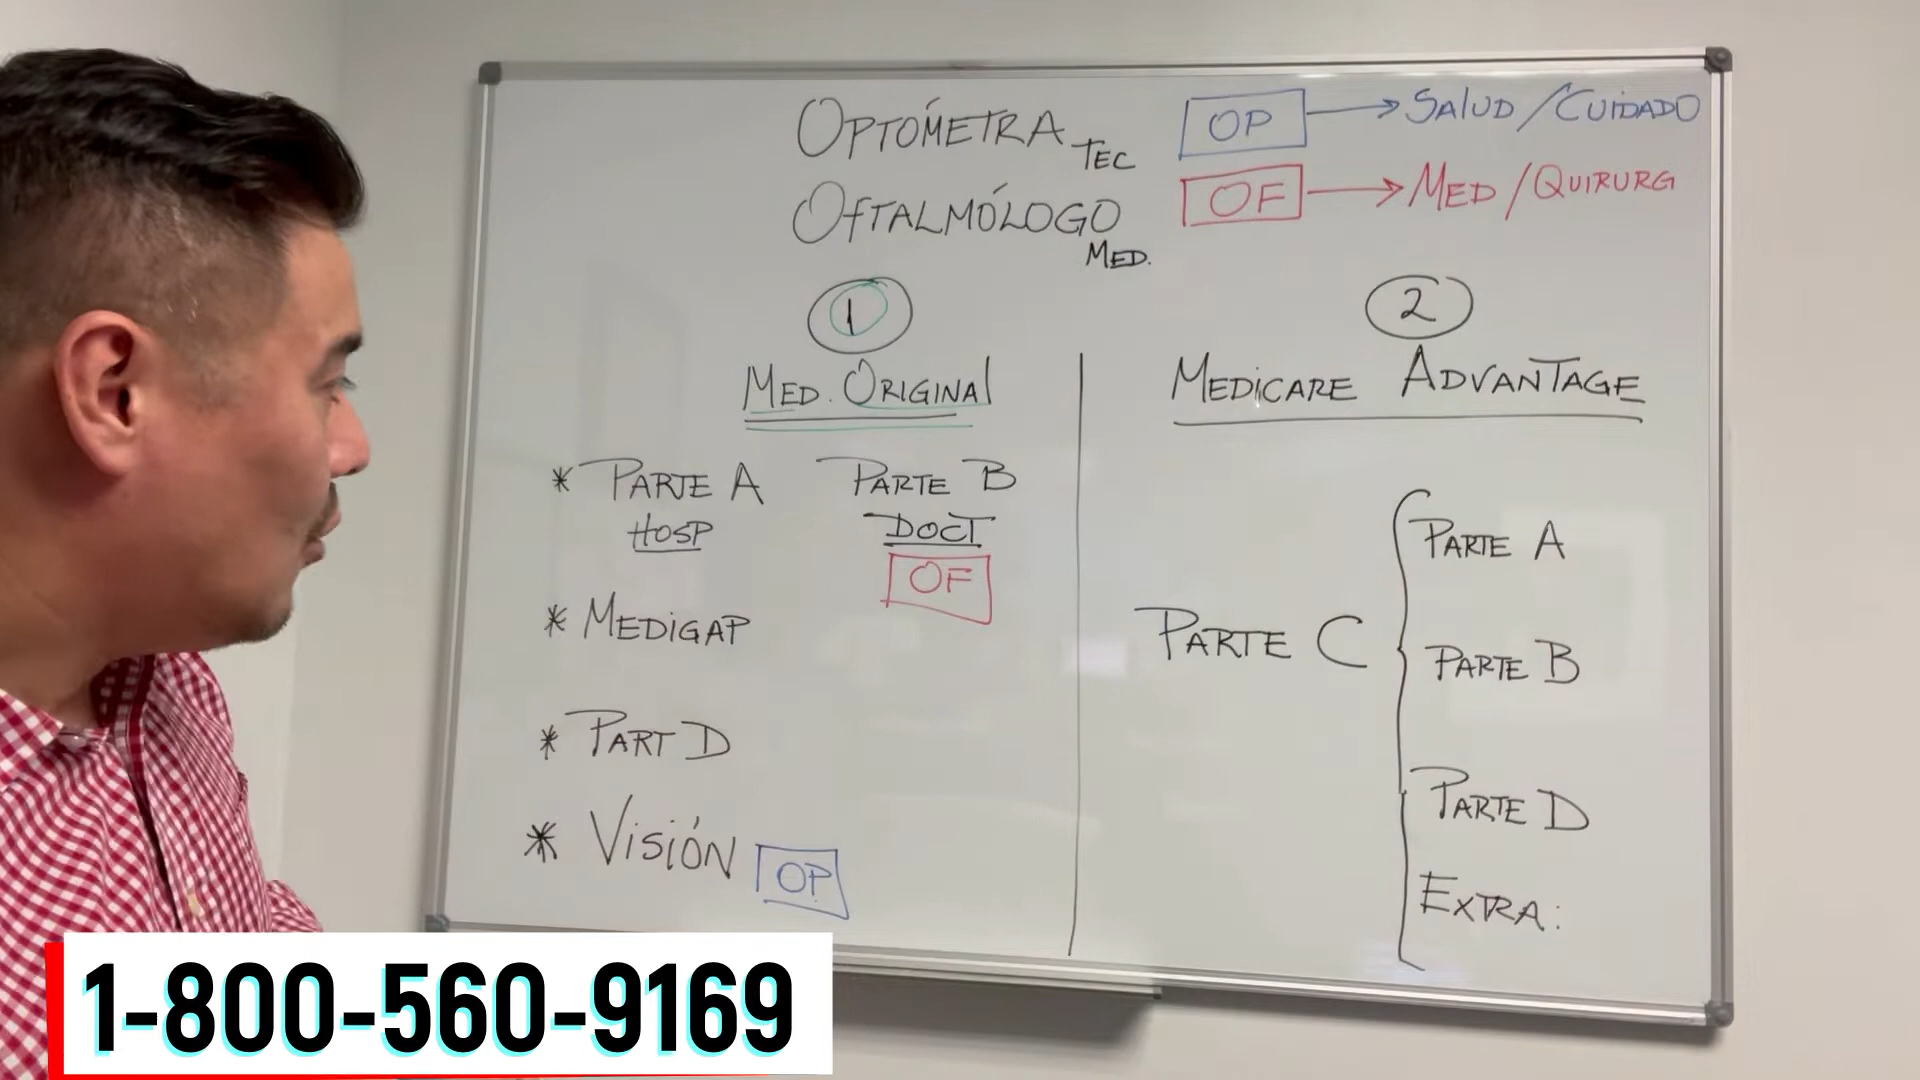 OPTÓMETRA TEC
OP → SALUD / CUIDADO
OFTALMÓLOGO MED.
OF → MED / QUIRURG
1
MED. ORIGINAL
* PARTE A PARTE B
HOSP DOCT
OF
* MEDIGAP
* PART D
* VISIÓN OP
2
MEDICARE ADVANTAGE
PARTE C
PARTE A
PARTE B
PARTE D
EXTRA:
1-800-560-9169